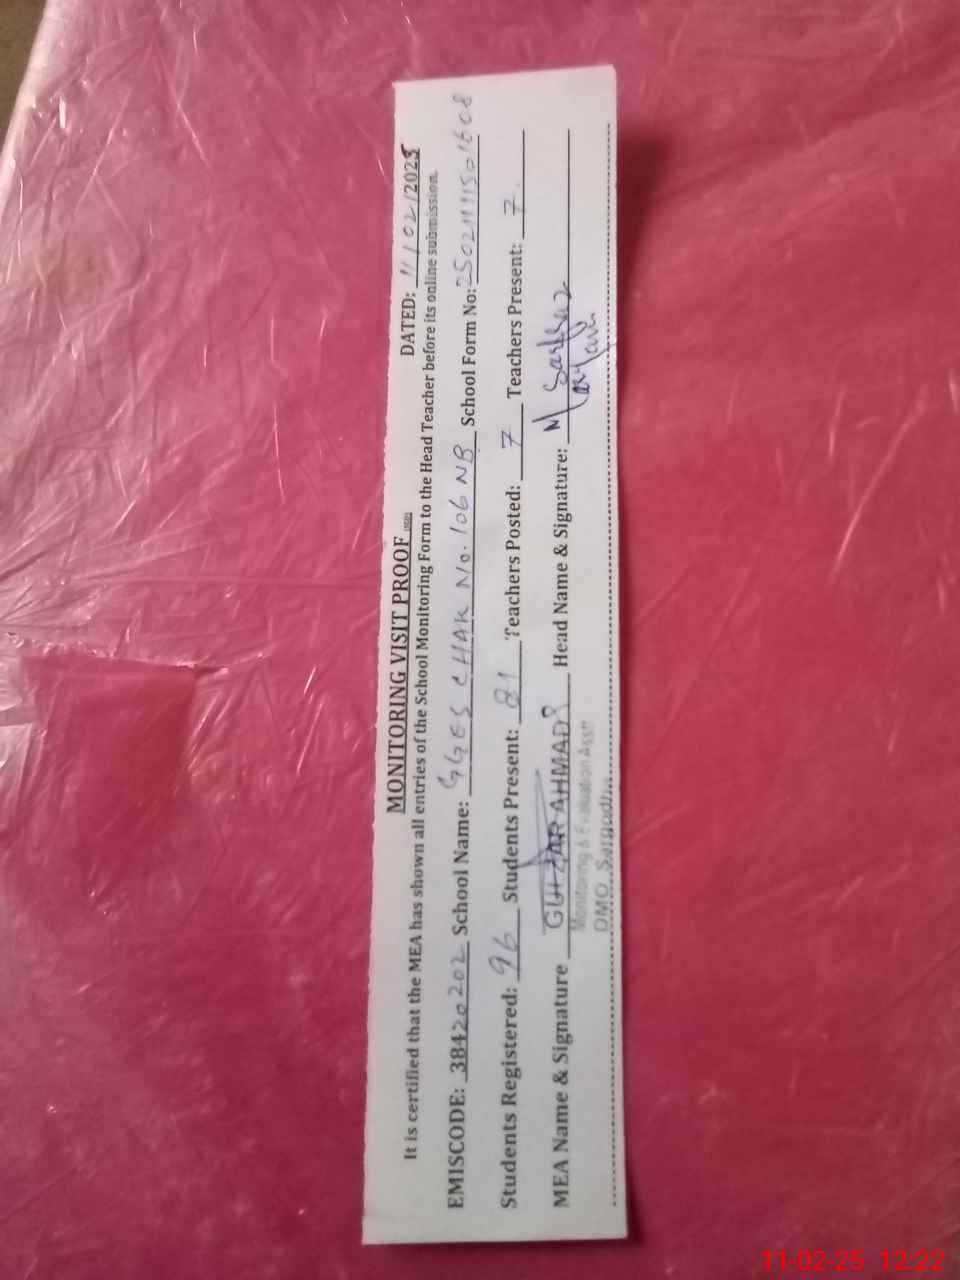 MONITORING VISIT PROOF DATED: 11/02/2025
It is certified that the MEA has shown all entries of the School Monitoring Form to the Head Teacher before its online submission.
EMISCODE: 38420202 School Name: GGES CHAK No. 106 NB School Form No: 25021111501608
Students Registered: 96 Students Present: 81 Teachers Posted: 7 Teachers Present: 7
MEA Name & Signature GULZAR AHMAD Head Name & Signature: M Sarfraz
Monitoring & Evaluation Asstt
DMO Sargodha
11-02-25 12:22